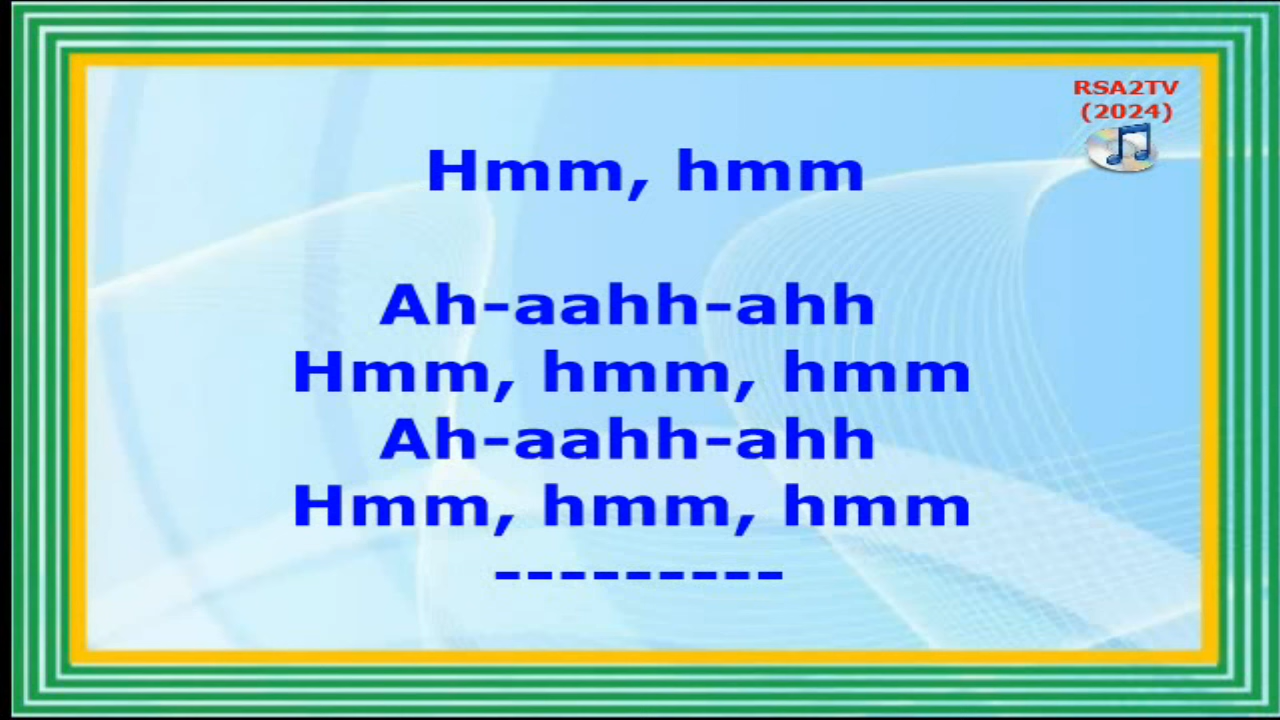 RSA2TV
(2024)
Hmm, hmm
Ah-aahh-ahh
Hmm, hmm, hmm
Ah-aahh-ahh
Hmm, hmm, hmm
---------